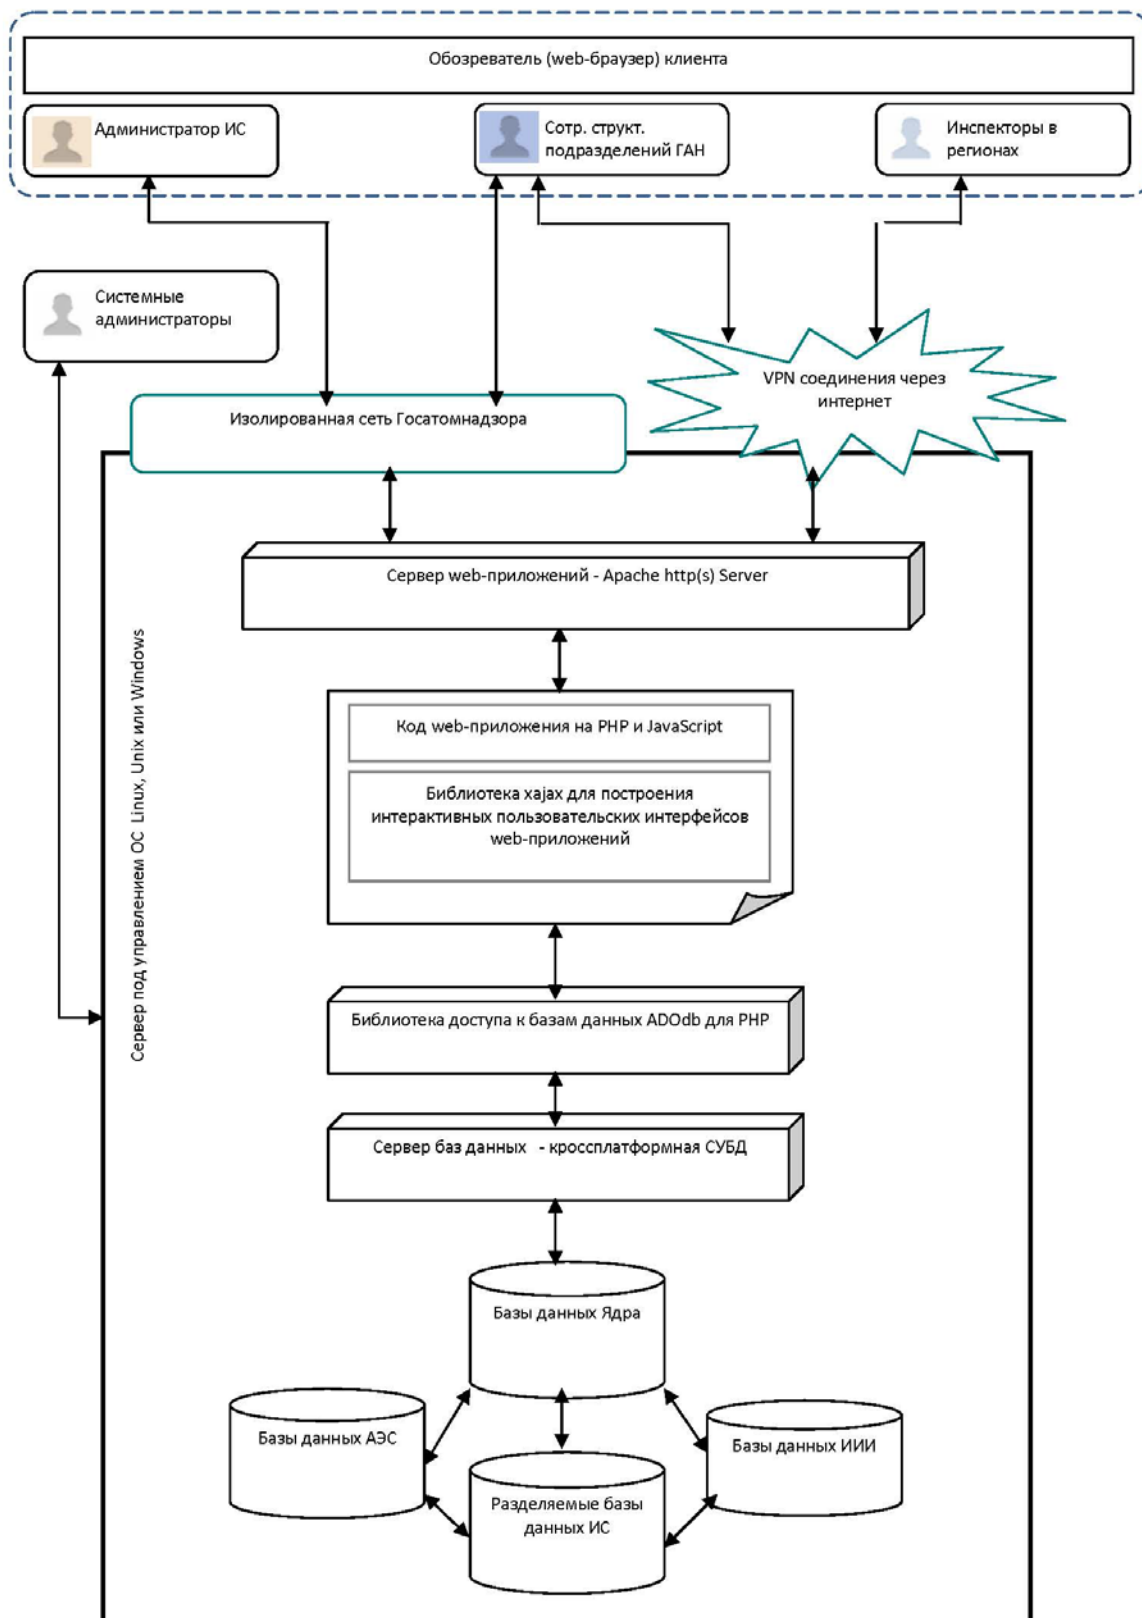 Обозреватель (web-браузер) клиента
Администратор ИС
Сотр. структ.
подразделений ГАН
Инспекторы в
регионах
Системные
администраторы
VPN соединения через
интернет
Изолированная сеть Госатомнадзора
Сервер web-приложений - Apache http(s) Server
Сервер под управлением ОС Linux, Unix или Windows
Код web-приложения на PHP и JavaScript
Библиотека xajax для построения
интерактивных пользовательских интерфейсов
web-приложений
Библиотека доступа к базам данных ADOdb для PHP
Сервер баз данных - кроссплатформная СУБД
Базы данных Ядра
Базы данных АЭС
Базы данных ИИИ
Разделяемые базы
данных ИС